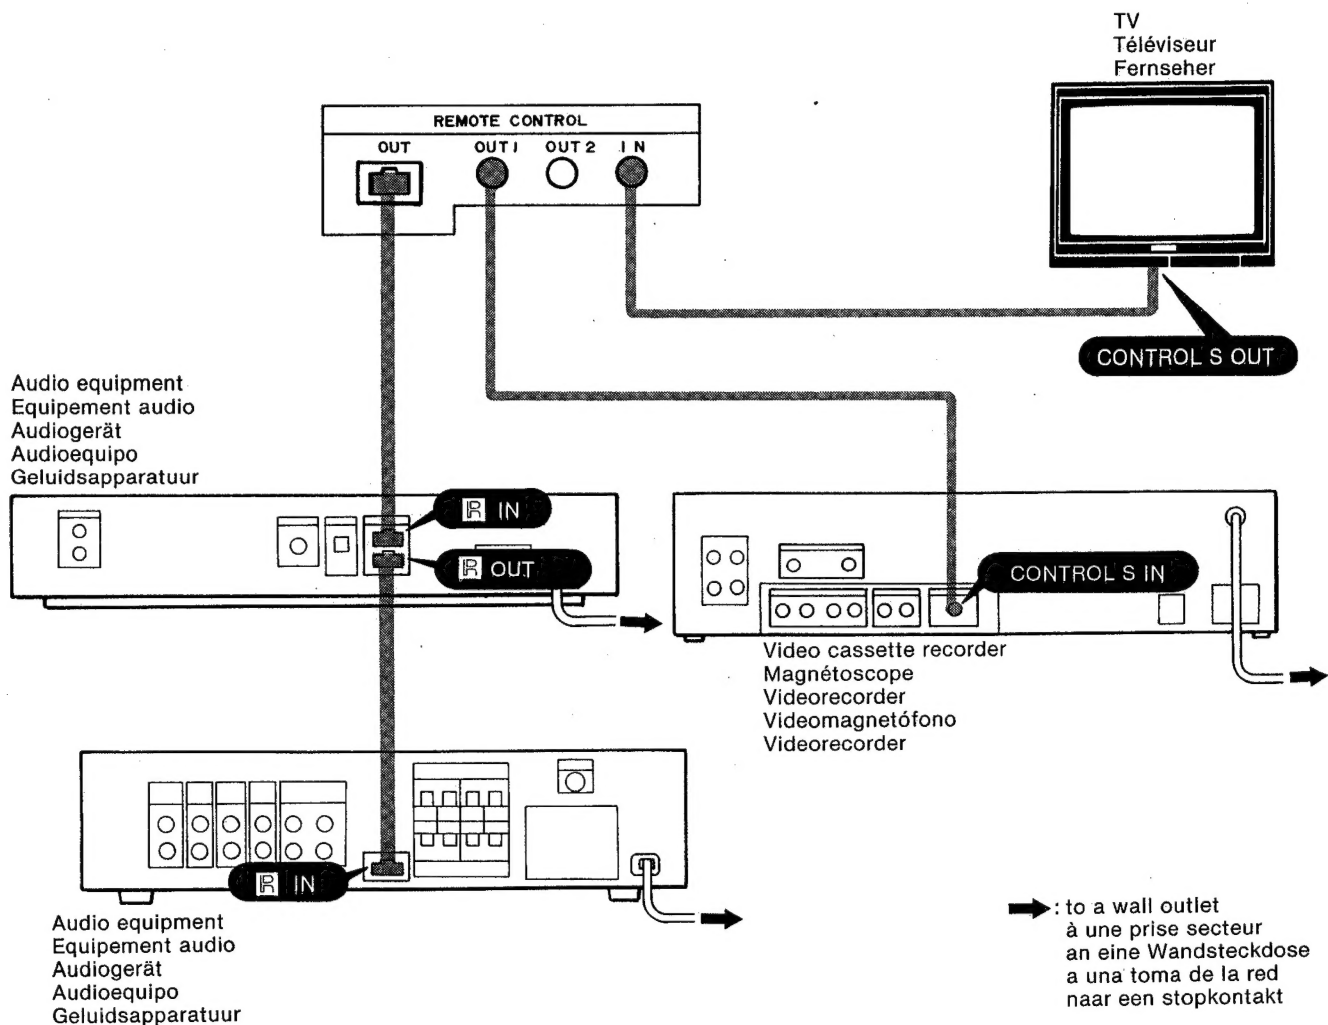 TV
Téléviseur
Fernseher
REMOTE CONTROL
OUT OUT 1 OUT 2 IN
CONTROL S OUT
Audio equipment
Equipement audio
Audiogerät
Audioequipo
Geluidsapparatuur
R IN
R OUT
CONTROL S IN
Video cassette recorder
Magnétoscope
Videorecorder
Videomagnetófono
Videorecorder
R IN
Audio equipment
Equipement audio
Audiogerät
Audioequipo
Geluidsapparatuur
: to a wall outlet
à une prise secteur
an eine Wandsteckdose
a una toma de la red
naar een stopkontakt